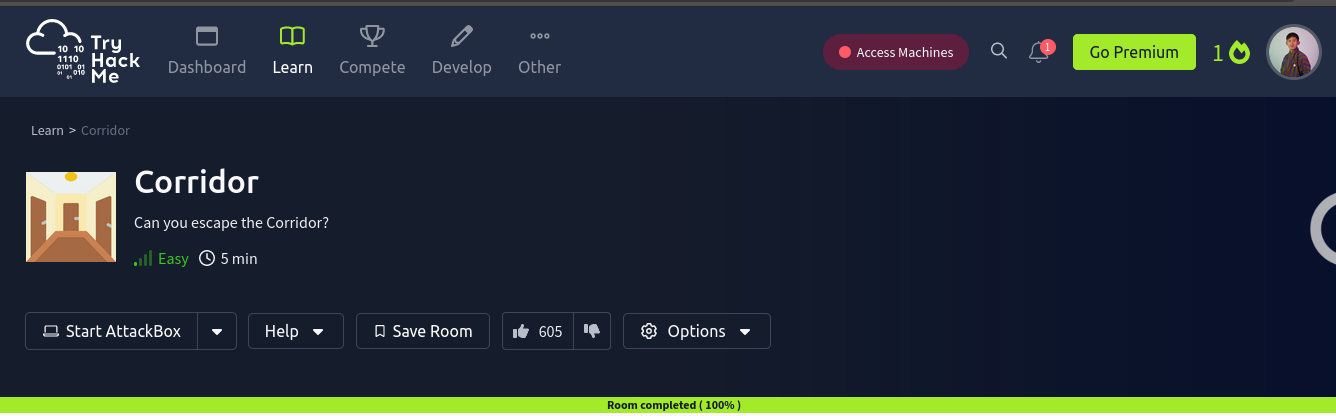 Try
Hack
Me
10 10
1110
0101 01
01 010
01
Dashboard
Learn
Compete
Develop
Other
Access Machines
1
Go Premium
1
Learn > Corridor
Corridor
Can you escape the Corridor?
Easy 5 min
Start AttackBox
Help
Save Room
605
Options
Room completed ( 100% )